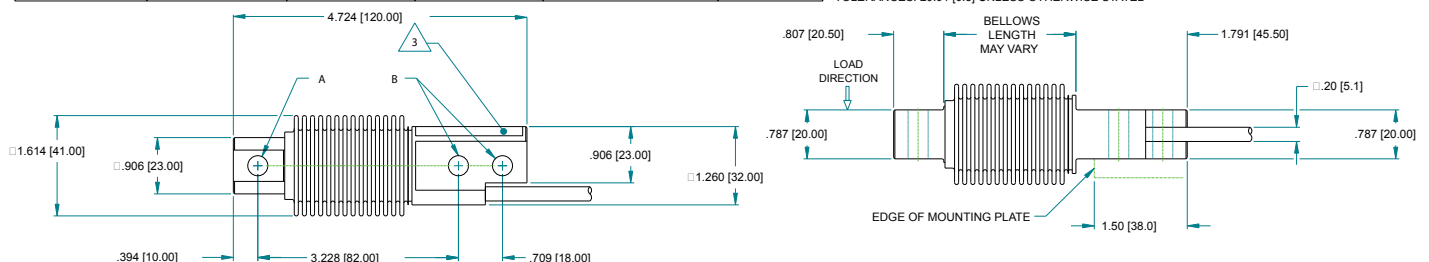 4.724 [120.00]
3
A
B
□1.614 [41.00]
□.906 [23.00]
.906 [23.00]
□1.260 [32.00]
.394 [10.00]
3.228 [82.00]
.709 [18.00]
BELLOWS
LENGTH
MAY VARY
.807 [20.50]
1.791 [45.50]
LOAD
DIRECTION
□.20 [5.1]
.787 [20.00]
.787 [20.00]
EDGE OF MOUNTING PLATE
1.50 [38.0]